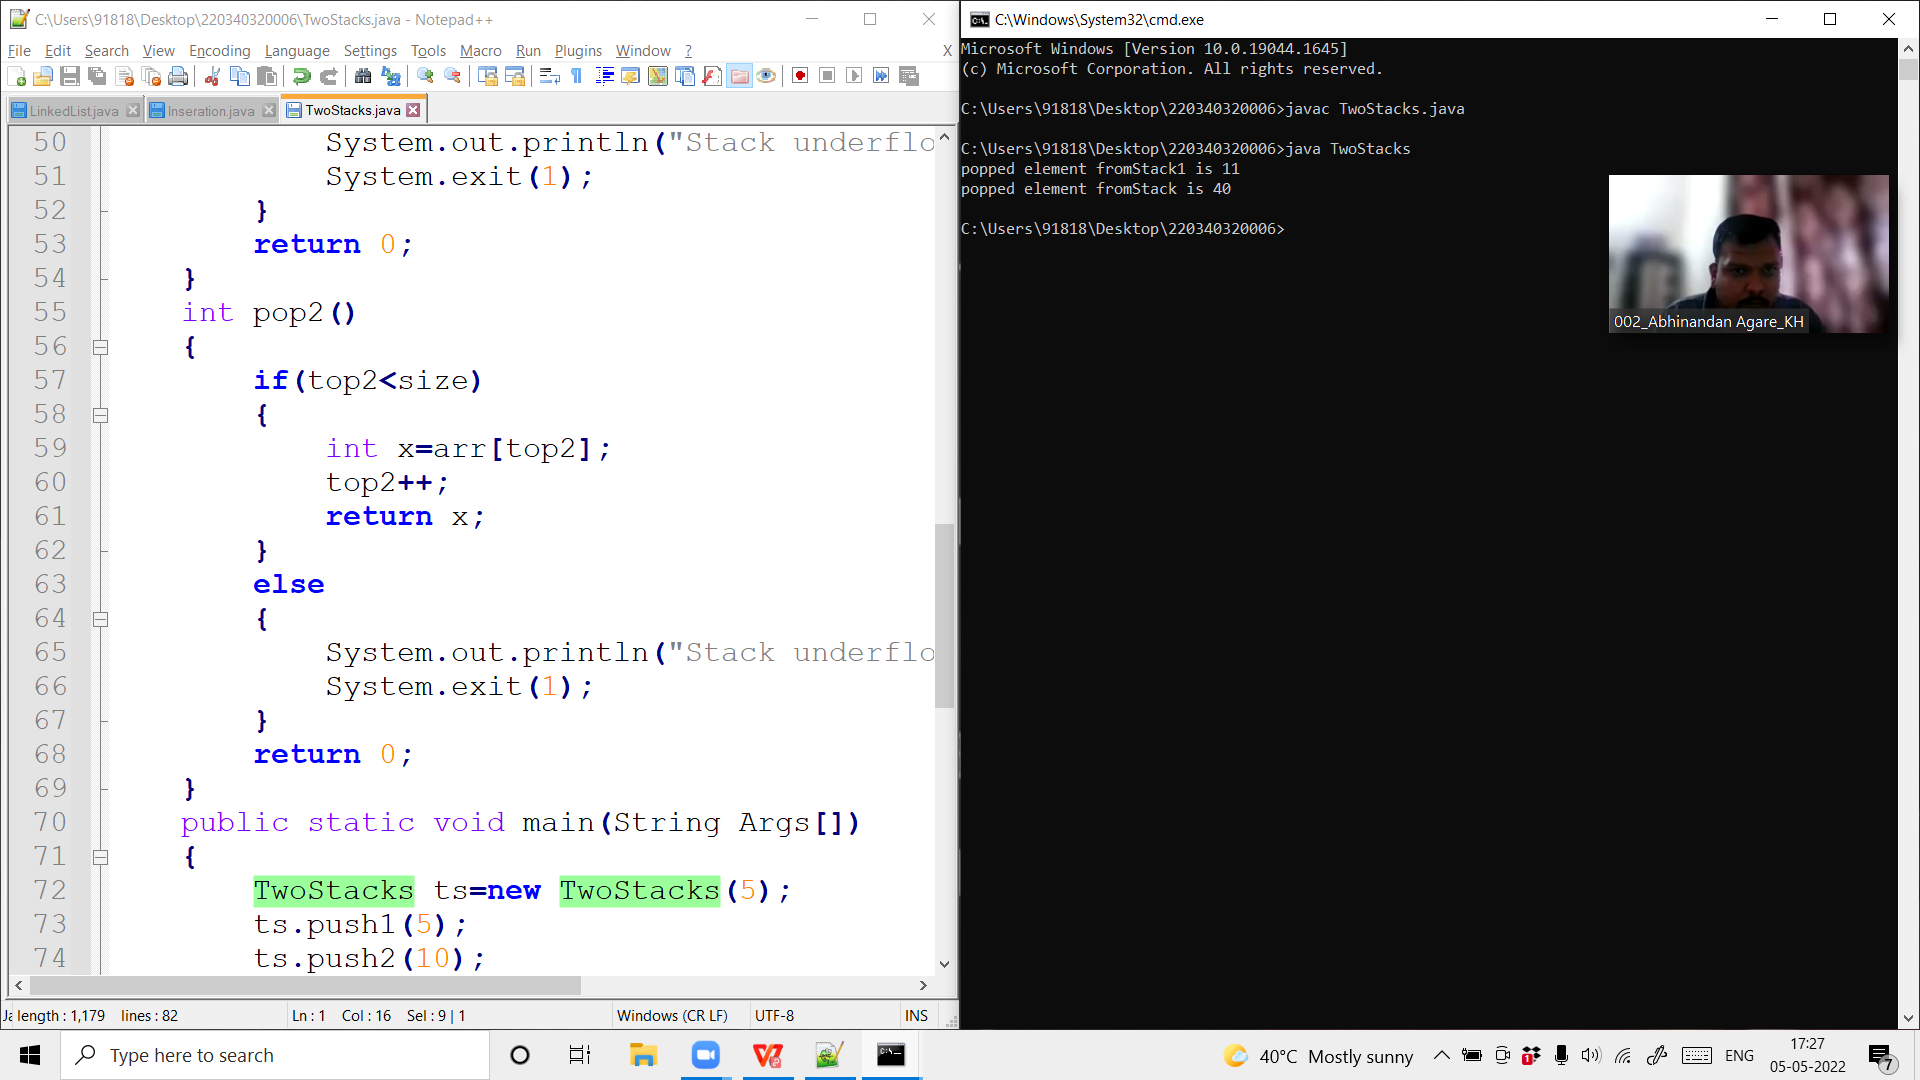 C:\Users\91818\Desktop\220340320006\TwoStacks.java - Notepad++
File Edit Search View Encoding Language Settings Tools Macro Run Plugins Window ? X
LinkedList.java Inseration.java TwoStacks.java
50 System.out.println("Stack underflo
51 System.exit(1);
52 }
53 return 0;
54 }
55 int pop2()
56 {
57 if(top2<size)
58 {
59 int x=arr[top2];
60 top2++;
61 return x;
62 }
63 else
64 {
65 System.out.println("Stack underflo
66 System.exit(1);
67 }
68 return 0;
69 }
70 public static void main(String Args[])
71 {
72 TwoStacks ts=new TwoStacks(5);
73 ts.push1(5);
74 ts.push2(10);
length : 1,179 lines : 82 Ln : 1 Col : 16 Sel : 9 | 1 Windows (CR LF) UTF-8 INS
C:\Windows\System32\cmd.exe
Microsoft Windows [Version 10.0.19044.1645]
(c) Microsoft Corporation. All rights reserved.
C:\Users\91818\Desktop\220340320006>javac TwoStacks.java
C:\Users\91818\Desktop\220340320006>java TwoStacks
popped element fromStack1 is 11
popped element fromStack is 40
C:\Users\91818\Desktop\220340320006>
002_Abhinandan Agare_KH
Type here to search
40°C Mostly sunny
ENG
17:27
05-05-2022
7